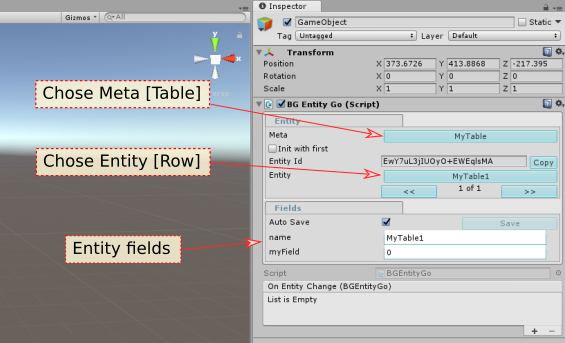 Inspector
Gizmos
All
GameObject
Static
Tag Untagged Layer Default
Transform
Position X 373.6726 Y 413.8868 Z -217.395
Rotation X 0 Y 0 Z 0
Scale X 1 Y 1 Z 1
BG Entity Go (Script)
Entity
Meta MyTable
Init with first
Entity Id EwY7uL3jIUOyO+EWEqlsMA Copy
Entity MyTable1
<< 1 of 1 >>
Fields
Auto Save Save
name MyTable1
myField 0
Script BGEntityGo
On Entity Change (BGEntityGo)
List is Empty
+ -
y
x
z
Chose Meta [Table]
Chose Entity [Row]
Entity fields